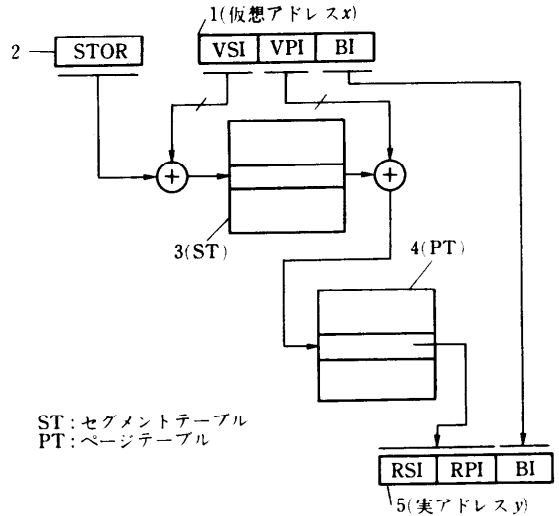 1(仮想アドレスx)
2 STOR
VSI VPI BI
+ +
3(ST)
4(PT)
ST:セグメントテーブル
PT:ページテーブル
RSI RPI BI
5(実アドレスy)